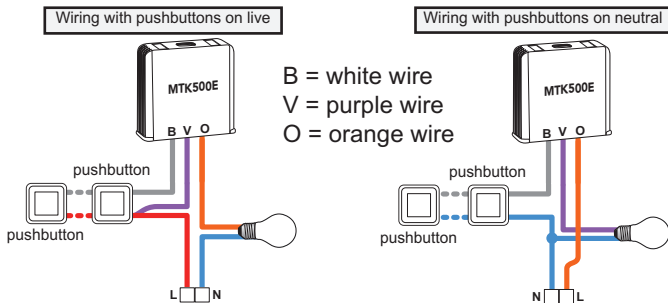 Wiring with pushbuttons on live
Wiring with pushbuttons on neutral
MTK500E
B V O
B = white wire
V = purple wire
O = orange wire
MTK500E
B V O
pushbutton
pushbutton
L N
pushbutton
pushbutton
N L